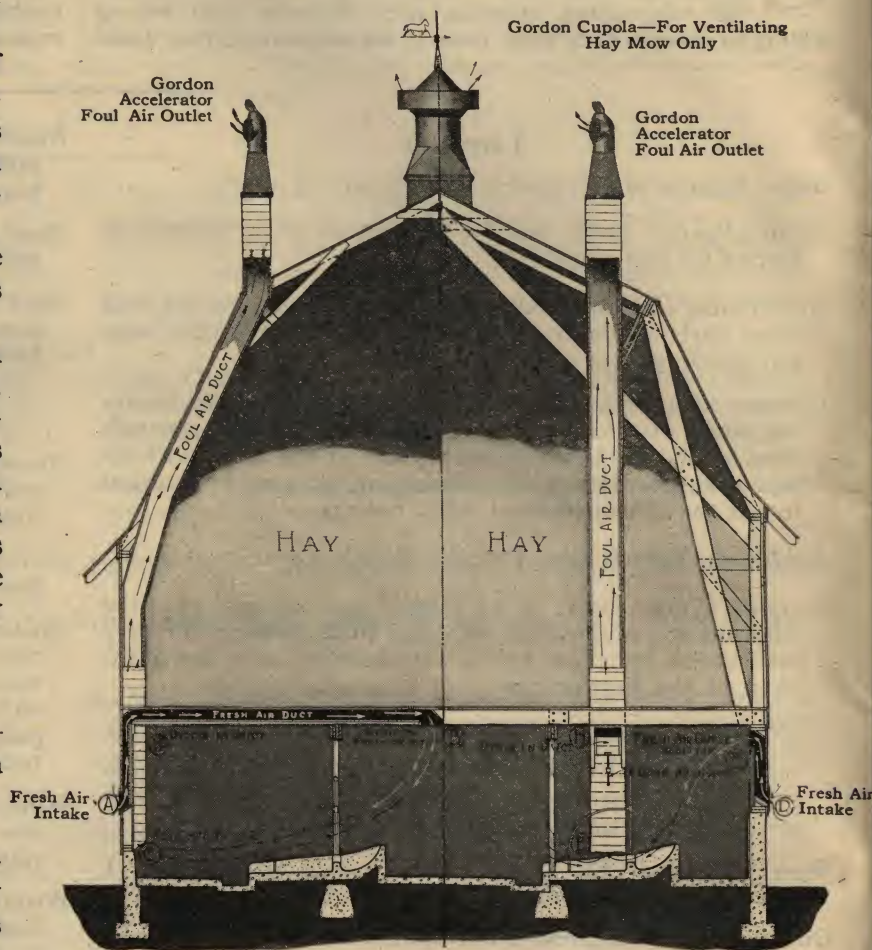 Gordon Cupola—For Ventilating
Hay Mow Only
Gordon
Accelerator
Foul Air Outlet
Gordon
Accelerator
Foul Air Outlet
FOUL AIR DUCT
FOUL AIR DUCT
HAY
HAY
FRESH AIR DUCT
Fresh Air
Intake
A
D
Fresh Air
Intake